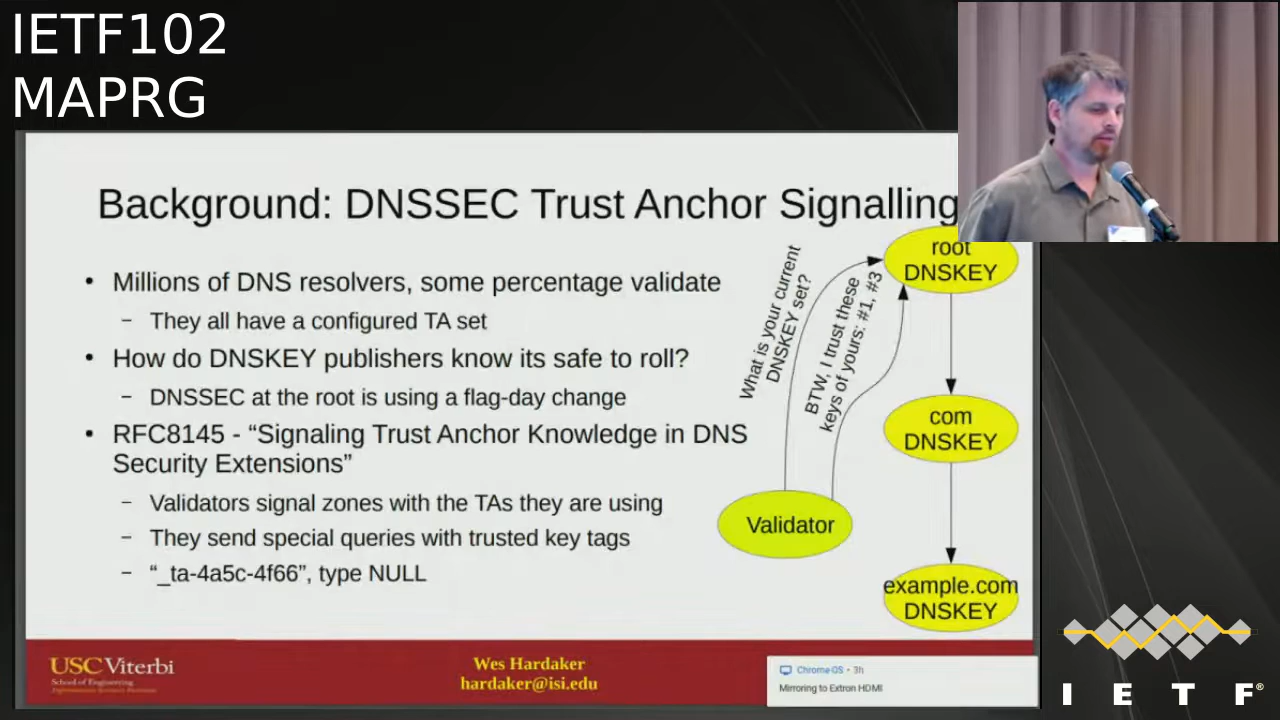 IETF102
MAPRG
Background: DNSSEC Trust Anchor Signalling
• Millions of DNS resolvers, some percentage validate
– They all have a configured TA set
• How do DNSKEY publishers know its safe to roll?
– DNSSEC at the root is using a flag-day change
• RFC8145 - “Signaling Trust Anchor Knowledge in DNS
Security Extensions”
– Validators signal zones with the TAs they are using
– They send special queries with trusted key tags
– “_ta-4a5c-4f66”, type NULL
What is your current
DNSKEY set?
BTW, I trust these
keys of yours: #1, #3
root
DNSKEY
com
DNSKEY
Validator
example.com
DNSKEY
USC Viterbi
School of Engineering
Wes Hardaker
hardaker@isi.edu
Chrome OS • 3h
Mirroring to Extron HDMI
I E T F®